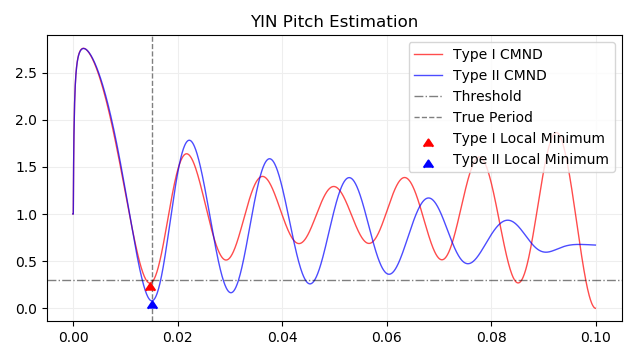 YIN Pitch Estimation
Type I CMND
Type II CMND
Threshold
True Period
Type I Local Minimum
Type II Local Minimum
2.5
2.0
1.5
1.0
0.5
0.0
0.00 0.02 0.04 0.06 0.08 0.10